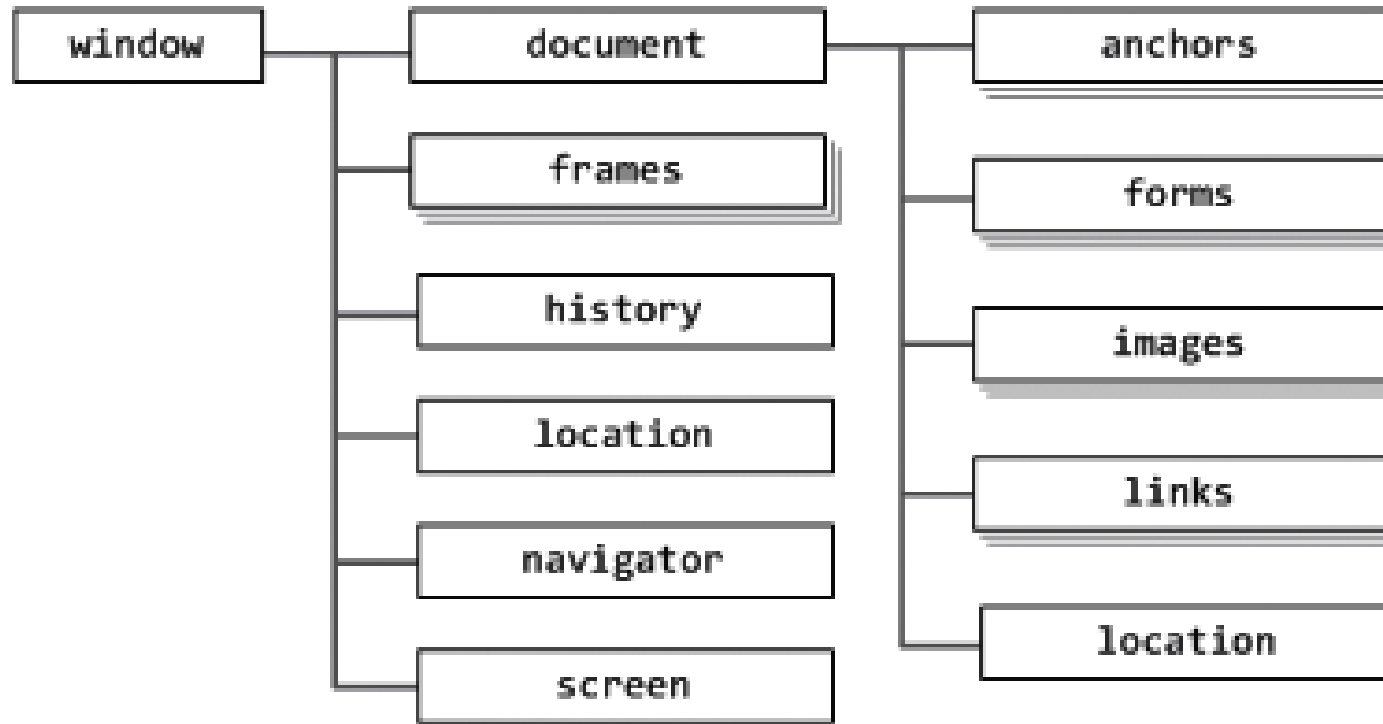 window
document
anchors
frames
forms
history
images
location
links
navigator
location
screen